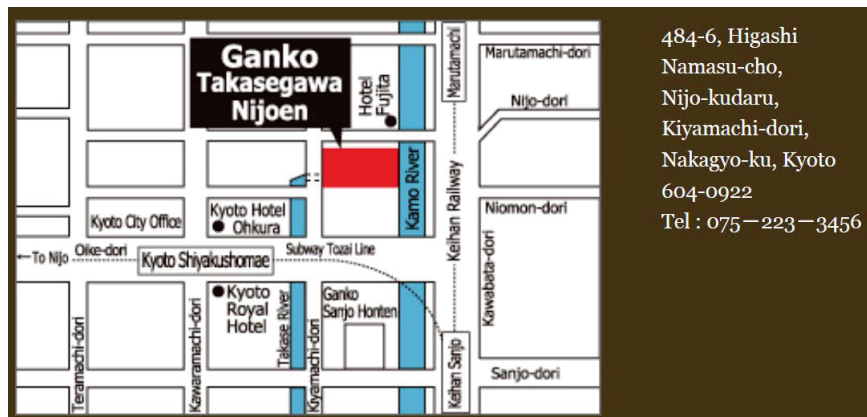 Ganko
Takasegawa
Nijoen
Hotel
Fujita
Marutamachi
Marutamachi-dori
Nijo-dori
Kamo River
Keihan Railway
Kyoto City Office
Kyoto Hotel
Ohkura
Niomon-dori
←To Nijo
Oike-dori
Kyoto Shiyakushomae
Subway Tozai Line
Kawabata-dori
Kyoto
Royal
Hotel
Takase River
Ganko
Sanjo Honten
Teramachi-dori
Kawaramachi-dori
Kiyamachi-dori
Keihan Sanjo
Sanjo-dori
484-6, Higashi
Namasu-cho,
Nijo-kudaru,
Kiyamachi-dori,
Nakagyo-ku, Kyoto
604-0922
Tel : 075－223－3456